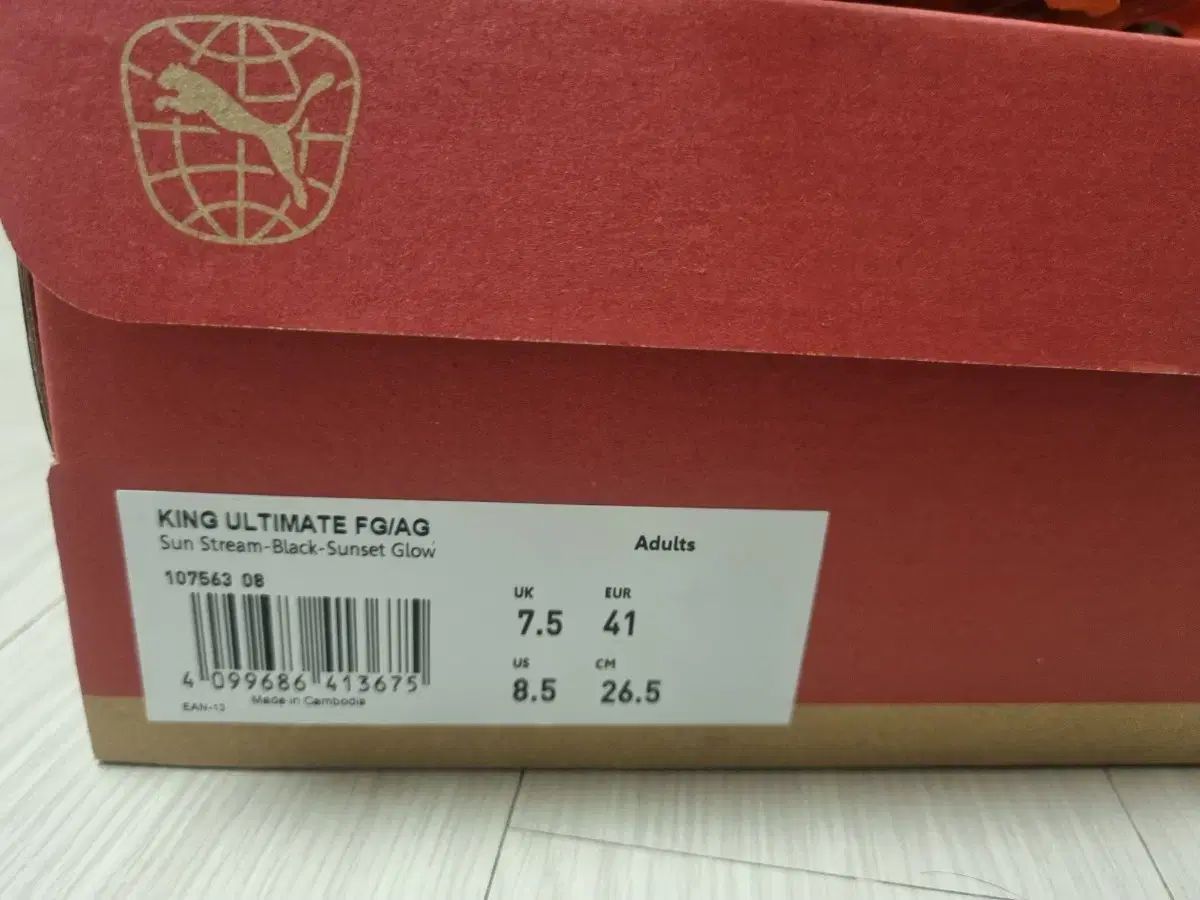 KING ULTIMATE FG/AG
Sun Stream-Black-Sunset Glow
Adults
107563 08
UK EUR
7.5 41
US CM
8.5 26.5
4 099686 413675
EAN-13 Made in Cambodia